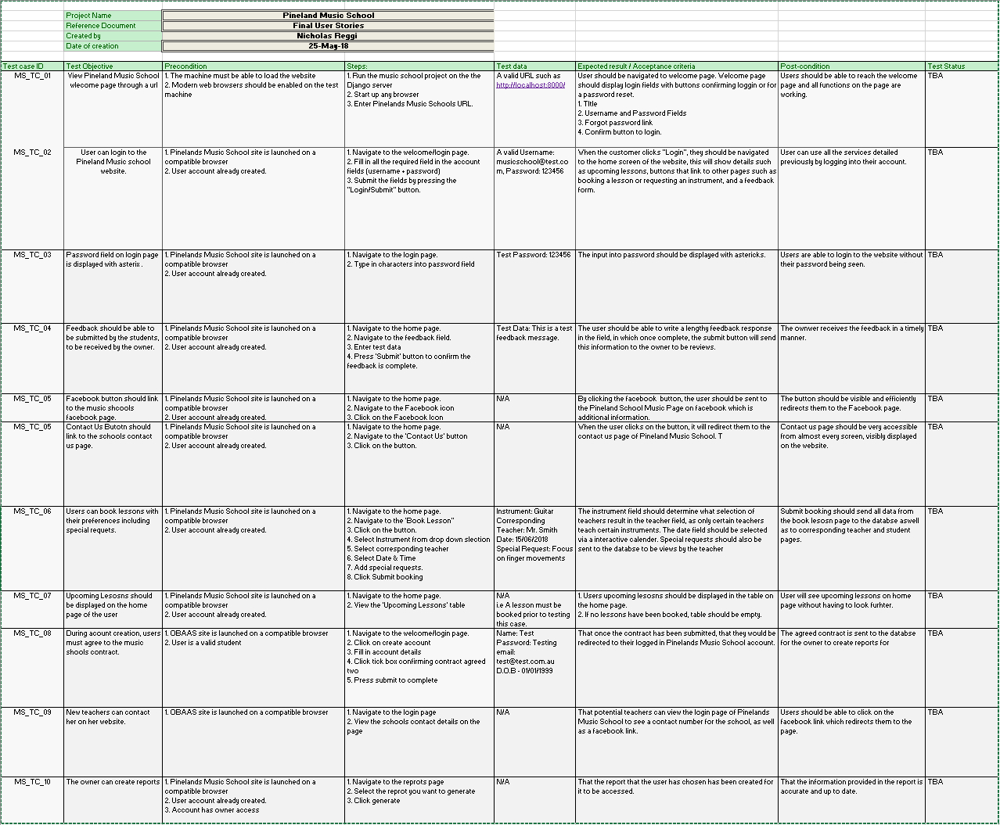 Project Name Pineland Music School
Reference Document Final User Stories
Created by Nicholas Reggi
Date of creation 25-May-18
Test case ID Test Objective Precondition Steps: Test data Expected result / Acceptance criteria Post-condition Test Status
MS_TC_01
View Pineland Music School
wlecome page through a url
1. The machine must be able to load the website
2. Modern web browsers should be enabled on the test
machine
1. Run the music school project on the the
Django server
2. Start up any browser
3. Enter Pinelands Music Schools URL.
A valid URL such as
http://localhost:8000/
User should be navigated to welcome page. Welcome page
should display login fields with buttons confirming loggin or for
a password reset.
1. Title
2. Username and Password Fields
3. Forgot password link
4. Confirm button to login.
Users should be able to reach the welcome
page and all functions on the page are
working.
TBA
MS_TC_02
User can login to the
Pineland Music school
website.
1. Pinelands Music School site is launched on a
compatible browser
2. User account already created.
1. Navigate to the welcome/login page.
2. Fill in all the required field in the account
fields (username + password)
3. Submit the fields by pressing the
"Login/Submit" button.
A valid Username:
musicschool@test.co
m, Password: 123456
When the customer clicks "Login", they should be navigated
to the home screen of the website, this will show details such
as upcoming lessons, buttons that link to other pages such as
booking a lesson or requesting an instrument, and a feedback
form.
User can use all the services detailed
previously by logging into their account.
TBA
MS_TC_03
Password field on login page
is displayed with asterix .
1. Pinelands Music School site is launched on a
compatible browser
2. User account already created.
1. Navigate to the login page.
2. Type in characters into password field
Test Password: 123456
The input into password should be displayed with astericks.
Users are able to login to the website without
their password being seen.
TBA
MS_TC_04
Feedback should be able to
be submitted by the students,
to be received by the owner.
1. Pinelands Music School site is launched on a
compatible browser
2. User account already created.
1. Navigate to the home page.
2. Navigate to the feedback field.
3. Enter test data
4. Press 'Submit' button to confirm the
feedback is complete.
Test Data: This is a test
feedback message.
The user should be able to write a lengthy feedback response
in the field, in which once complete, the submit button will send
this information to the owner to be reviews.
The ownwer receives the feedback in a timely
manner.
TBA
MS_TC_05
Facebook button should link
to the music shcools
facebook page.
1. Pinelands Music School site is launched on a
compatible browser
2. User account already created.
1. Navigate to the home page.
2. Navigate to the Facebook icon
3. Click on the Facebook Icon
N/A
By clicking the facebook button, the user should be sent to
the Pineland School Music Page on facebook which is
additional information.
The button should be visible and efficiently
redirects them to the Facebook page.
TBA
MS_TC_05
Contact Us Butotn should
link to the schools contact
us page.
1. Pinelands Music School site is launched on a
compatible browser
2. User account already created.
1. Navigate to the home page.
2. Navigate to the 'Contact Us' button
3. Click on the button.
N/A
When the user clicks on the button, it will redirect them to the
contact us page of Pineland Music School. T
Contact us page should be very accessible
from almost every screen, visibly displayed
on the website.
TBA
MS_TC_06
Users can book lessons with
their preferences including
special requets.
1. Pinelands Music School site is launched on a
compatible browser
2. User account already created.
1. Navigate to the home page.
2. Navigate to the 'Book Lesson"
3. Click on the button.
4. Select Instrument from drop down slection
5. Select corresponding teacher
6. Select Date & Time
7. Add special requests.
8. Click Submit booking
Instrument: Guitar
Corresponding
Teacher: Mr. Smith
Date: 15/06/2018
Special Request: Focus
on finger movements
The instrument field should determine what selection of
teachers result in the teacher field, as only certain teachers
teach certain instruments. The date field should be selected
via a interactive calender. Special requests should also be
sent to the databse to be views by the teacher
Submit booking should send all data from
the book lesosn page to the databse aswell
as to corresponding teacher and student
pages.
TBA
MS_TC_07
Upcoming Lesosns should
be displayed on the home
page of the user
1. Pinelands Music School site is launched on a
compatible browser
2. User account already created.
1. Navigate to the home page.
2. View the 'Upcoming Lessons' table
N/A
i.e A lesson must be
booked prior to testing
this case.
1. Users upcoming lesosns should be displayed in the table on
the home page.
2. If no lessons have been booked, table should be empty.
User will see upcoming lessons on home
page without having to look furhter.
TBA
MS_TC_08
During acount creation, users
must agree to the music
shools contract.
1. OBAAS site is launched on a compatible browser
2. User is a valid student
1. Navigate to the welcome/login page.
2. Click on create account
3. Fill in account details
4. Click tick box confirming contract agreed
two
5. Press submit to complete
Name: Test
Password: Testing
email:
test@test.com.au
D.O.B - 01/01/1999
That once the contract has been submitted, that they would be
redirected to their logged in Pinelands Music School account.
The agreed contract is sent to the databse
for the owner to create reports for
TBA
MS_TC_09
New teachers can contact
her on her website.
1. OBAAS site is launched on a compatible browser
1. Navigate to the login page
2. View the schools contact details on the
page
N/A
That potential teachers can view the login page of Pinelands
Music School to see a contact number for the school, as well
as a facebook link.
Users should be able to click on the
facebook link which redirects them to the
page.
TBA
MS_TC_10
The owner can create reports
1. Pinelands Music School site is launched on a
compatible browser
2. User account already created.
3. Account has owner access
1. Navigate to the reprots page
2. Select the reprot you want to generate
3. Click generate
N/A
That the report that the user has chosen has been created for
it to be accessed.
That the information provided in the report is
accurate and up to date.
TBA